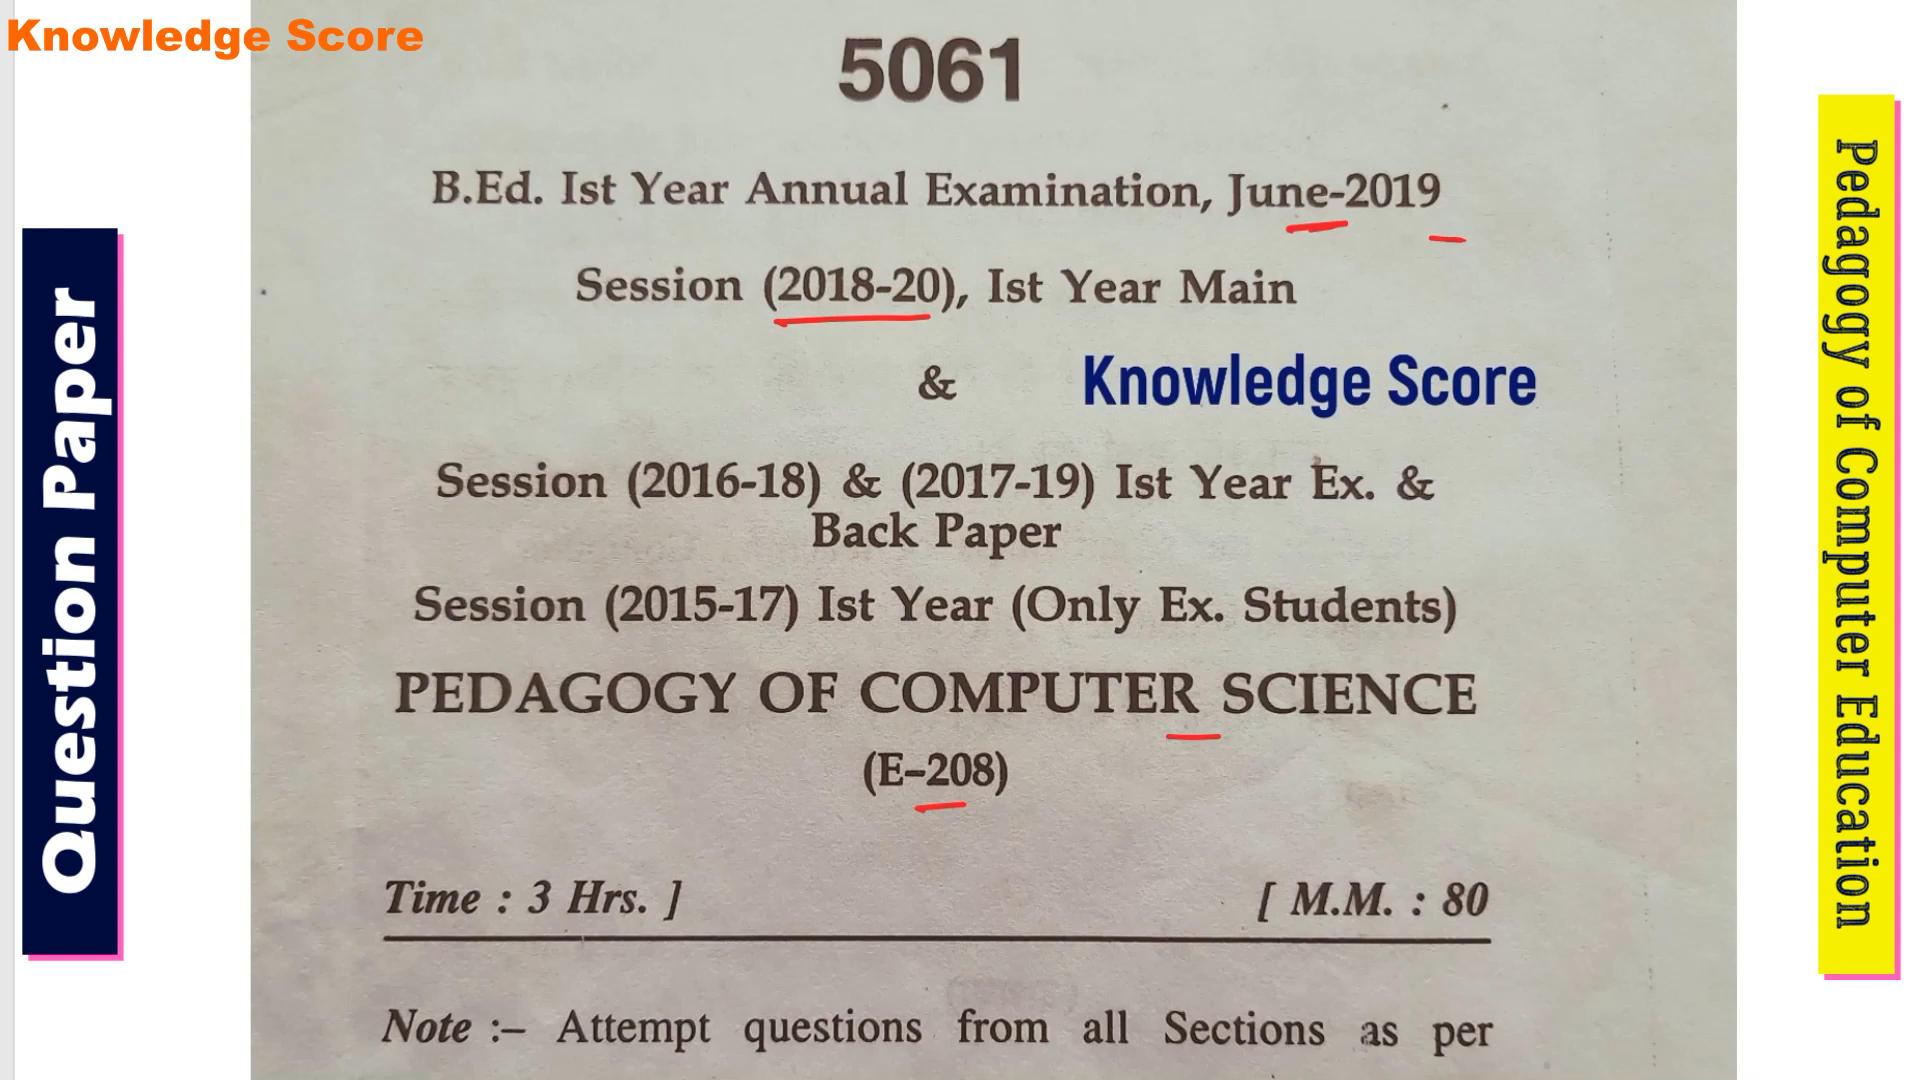 Knowledge Score
5061
B.Ed. Ist Year Annual Examination, June-2019
Session (2018-20), Ist Year Main
&
Knowledge Score
Session (2016-18) & (2017-19) Ist Year Ex. &
Back Paper
Session (2015-17) Ist Year (Only Ex. Students)
PEDAGOGY OF COMPUTER SCIENCE
(E-208)
Time : 3 Hrs. ]
[ M.M. : 80
Note :– Attempt questions from all Sections as per
Question Paper
Pedagogy of Computer Education